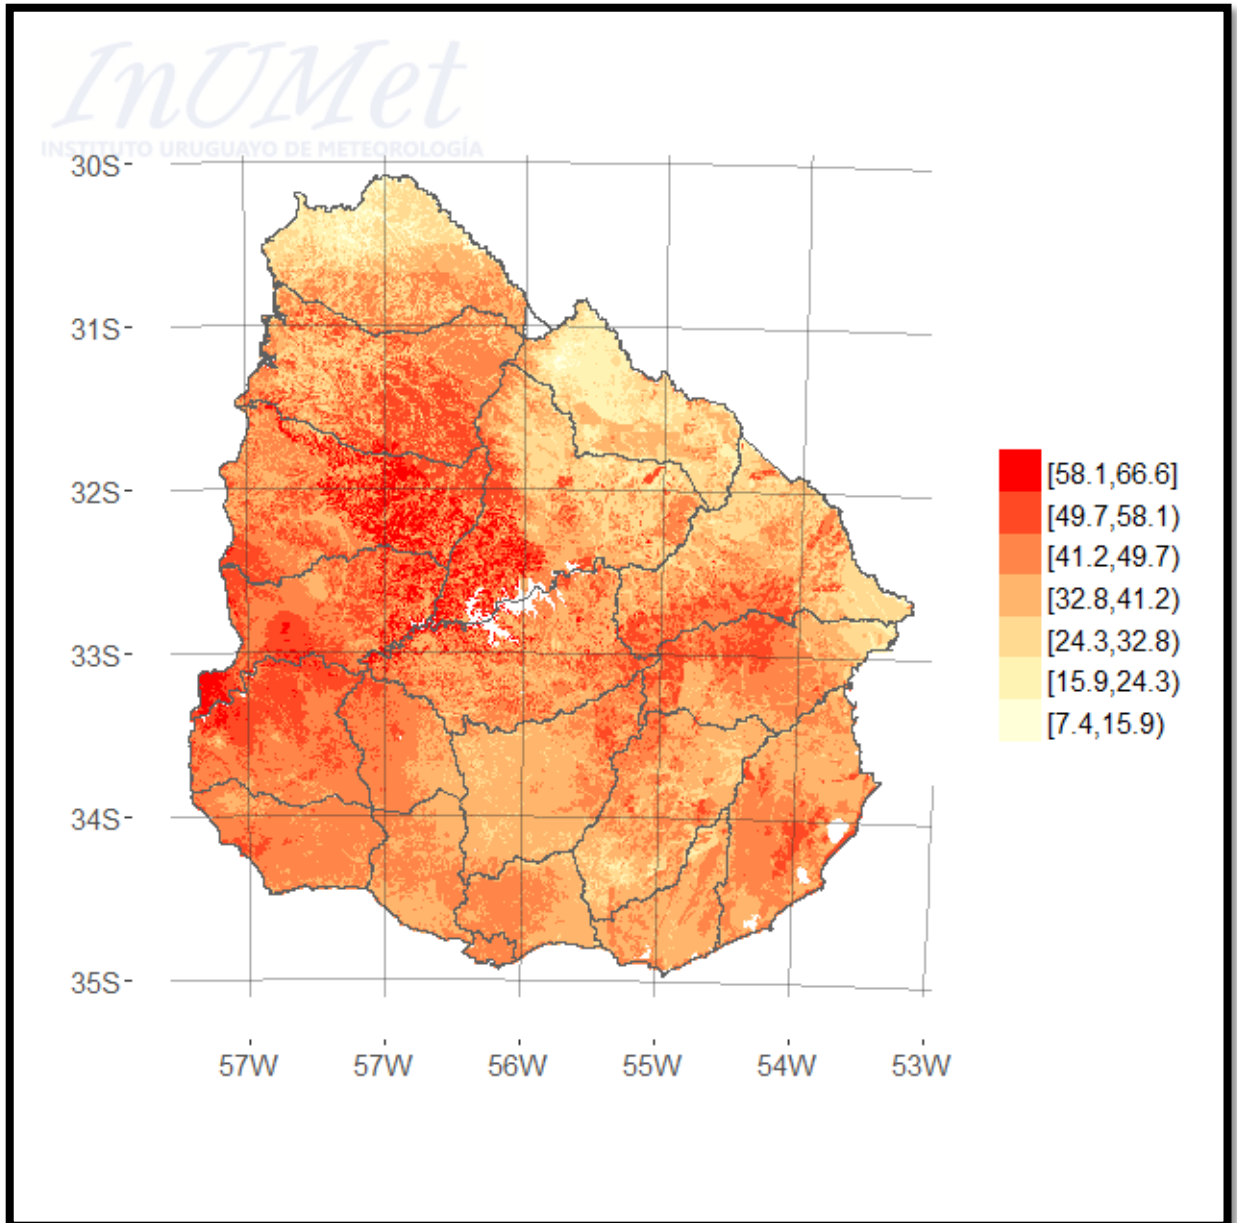 InUMet
INSTITUTO URUGUAYO DE METEOROLOGÍA
30S
31S
32S
33S
34S
35S
57W 57W 56W 55W 54W 53W
[58.1,66.6]
[49.7,58.1)
[41.2,49.7)
[32.8,41.2)
[24.3,32.8)
[15.9,24.3)
[7.4,15.9)